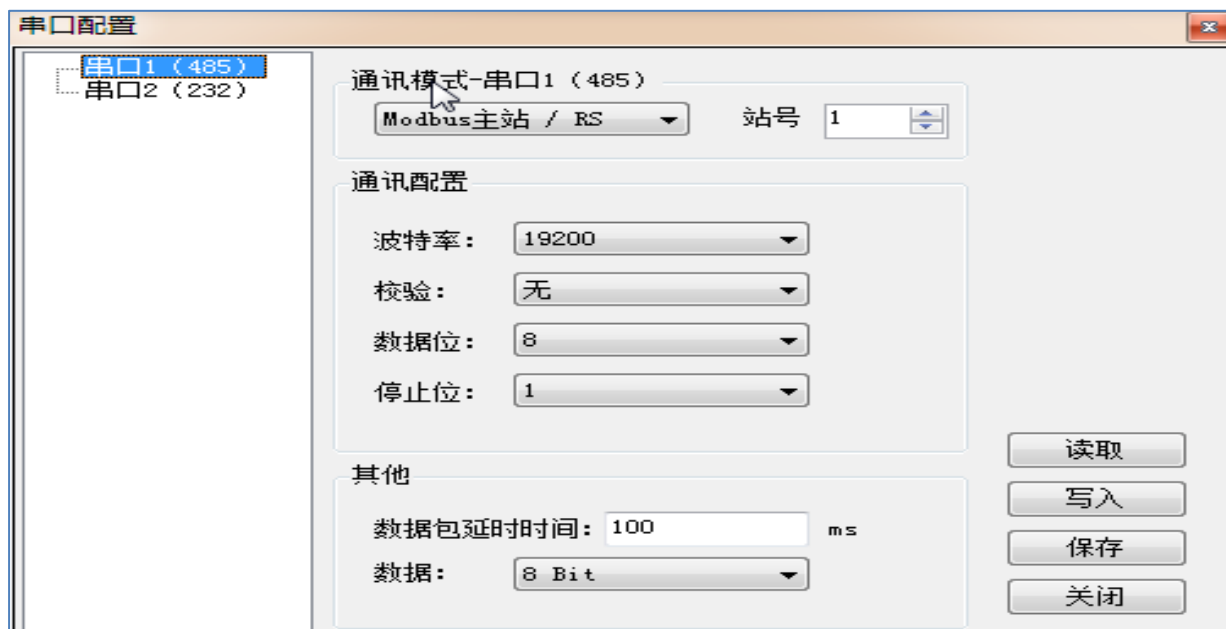 串口配置
串口1（485）
串口2（232）
通讯模式-串口1（485）
Modbus主站 / RS
站号 1
通讯配置
波特率： 19200
校验： 无
数据位： 8
停止位： 1
其他
数据包延时时间： 100 ms
数据： 8 Bit
读取
写入
保存
关闭